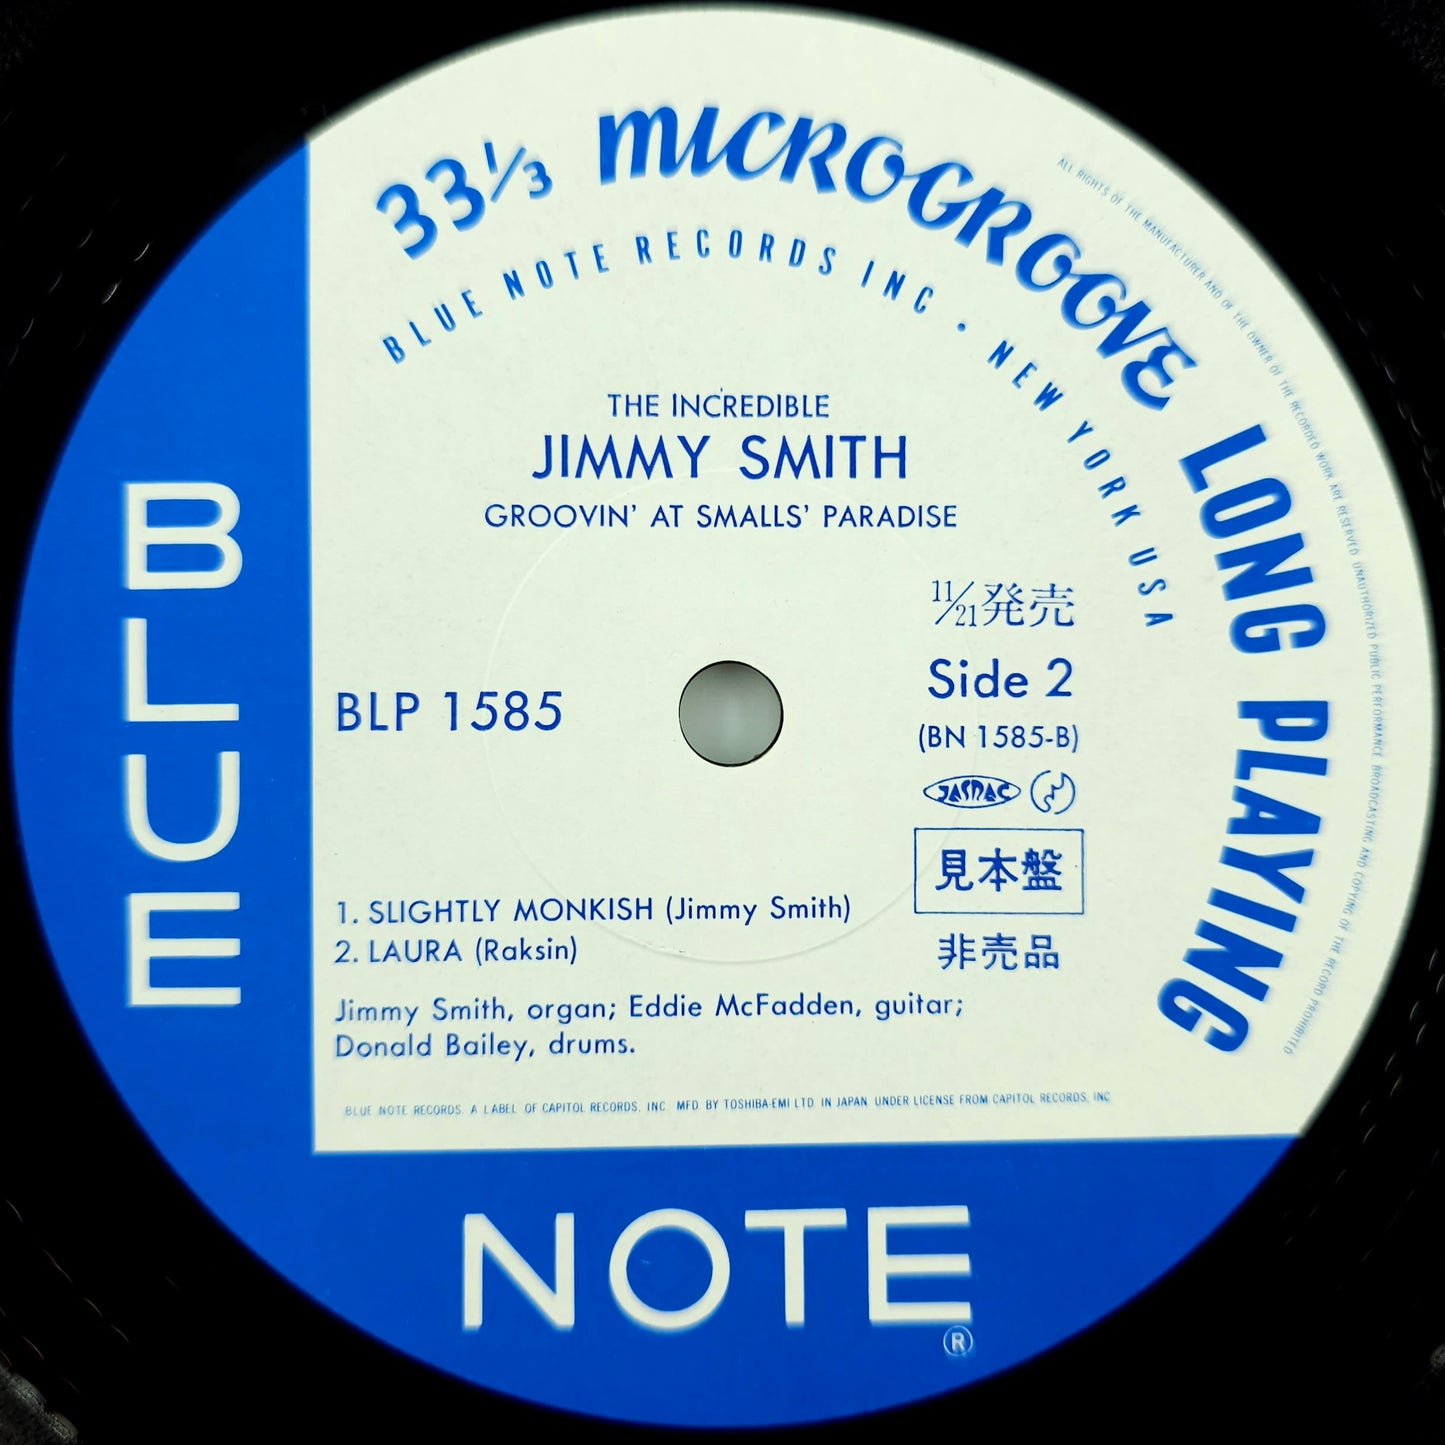 33⅓ MICROGROOVE LONG PLAYING
BLUE NOTE RECORDS INC • NEW YORK USA
ALL RIGHTS OF THE MANUFACTURER AND OF THE OWNER OF THE RECORDED WORK ARE RESERVED. UNAUTHORIZED PUBLIC PERFORMANCE, BROADCASTING AND COPYING OF THE RECORD PROHIBITED
THE INCREDIBLE
JIMMY SMITH
GROOVIN' AT SMALLS' PARADISE
11/21発売
Side 2
BLP 1585
(BN 1585-B)
JASRAC
見本盤
非売品
1. SLIGHTLY MONKISH (Jimmy Smith)
2. LAURA (Raksin)
Jimmy Smith, organ; Eddie McFadden, guitar;
Donald Bailey, drums.
BLUE NOTE RECORDS. A LABEL OF CAPITOL RECORDS, INC. MFD. BY TOSHIBA-EMI LTD. IN JAPAN. UNDER LICENSE FROM CAPITOL RECORDS, INC
BLUE
NOTE
®